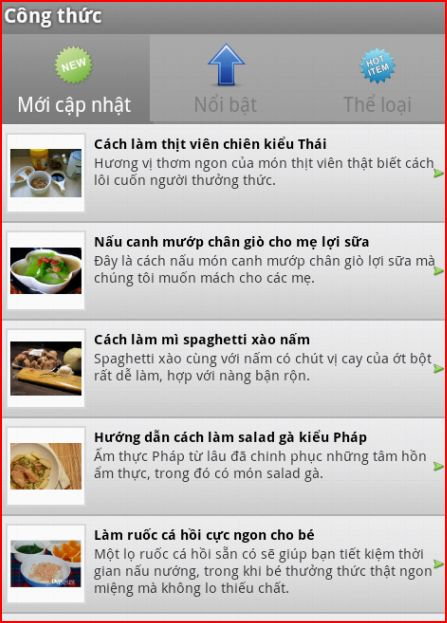 Công thức
NEW
HOT
ITEM
Mới cập nhật
Nổi bật
Thể loại
Cách làm thịt viên chiên kiểu Thái
Hương vị thơm ngon của món thịt viên thật biết cách
lôi cuốn người thưởng thức.
Nấu canh mướp chân giò cho mẹ lợi sữa
Đây là cách nấu món canh mướp chân giò lợi sữa mà
chúng tôi muốn mách cho các mẹ.
Cách làm mì spaghetti xào nấm
Spaghetti xào cùng với nấm có chút vị cay của ớt bột
rất dễ làm, hợp với nàng bận rộn.
Hướng dẫn cách làm salad gà kiểu Pháp
Ẩm thực Pháp từ lâu đã chinh phục những tâm hồn
ẩm thực, trong đó có món salad gà.
Làm ruốc cá hồi cực ngon cho bé
Một lọ ruốc cá hồi sẵn có sẽ giúp bạn tiết kiệm thời
gian nấu nướng, trong khi bé thưởng thức thật ngon
miệng mà không lo thiếu chất.